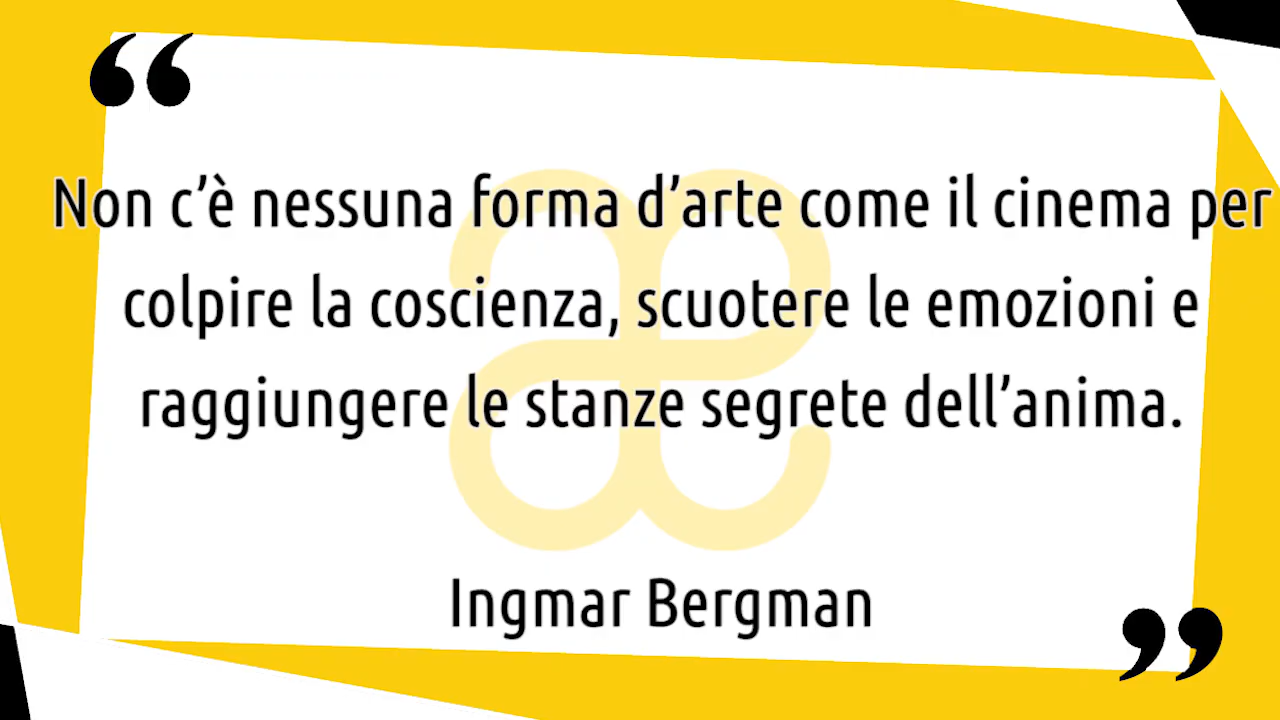 “
Non c’è nessuna forma d’arte come il cinema per
colpire la coscienza, scuotere le emozioni e
raggiungere le stanze segrete dell’anima.
Ingmar Bergman
”